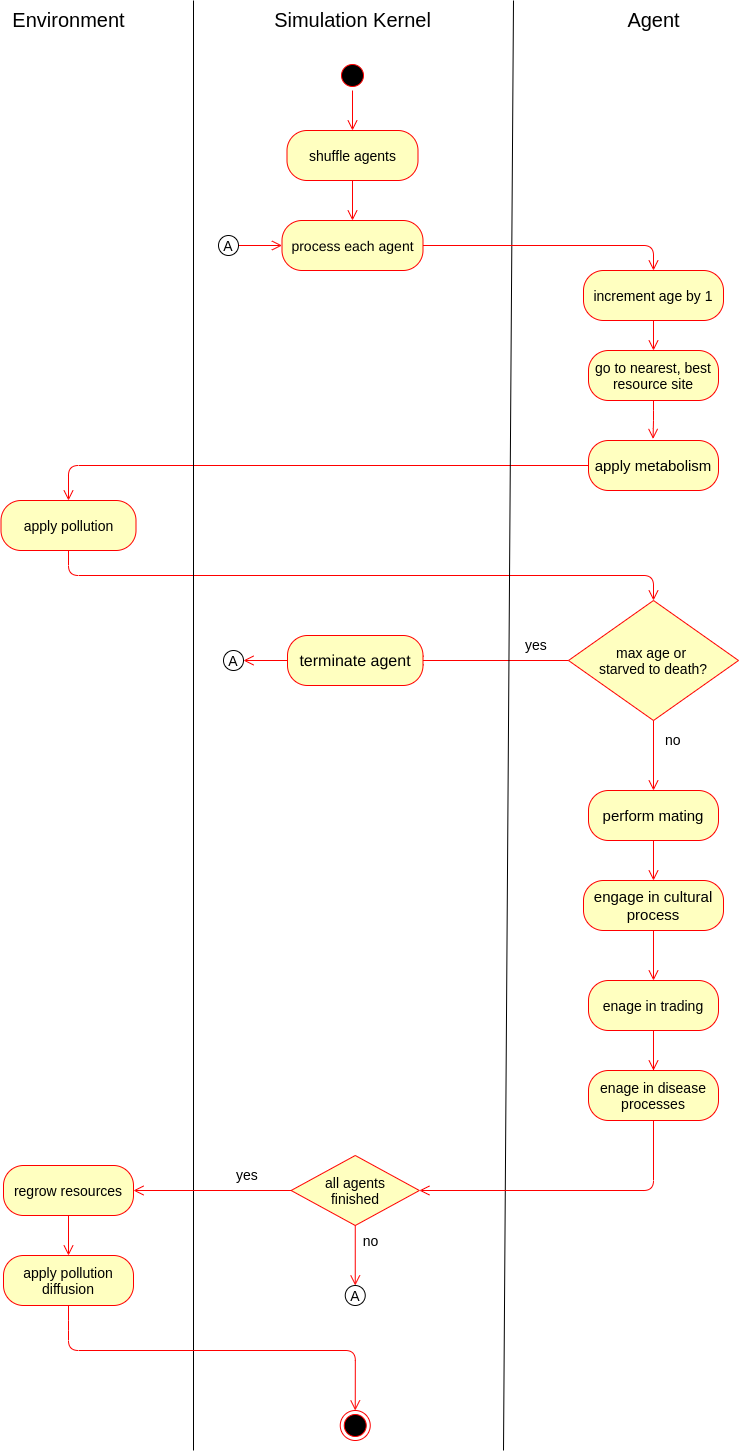 Environment
Simulation Kernel
Agent
shuffle agents
A
process each agent
increment age by 1
go to nearest, best
resource site
apply metabolism
apply pollution
max age or
starved to death?
yes
terminate agent
A
no
perform mating
engage in cultural
process
enage in trading
enage in disease
processes
all agents
finished
yes
regrow resources
no
A
apply pollution
diffusion